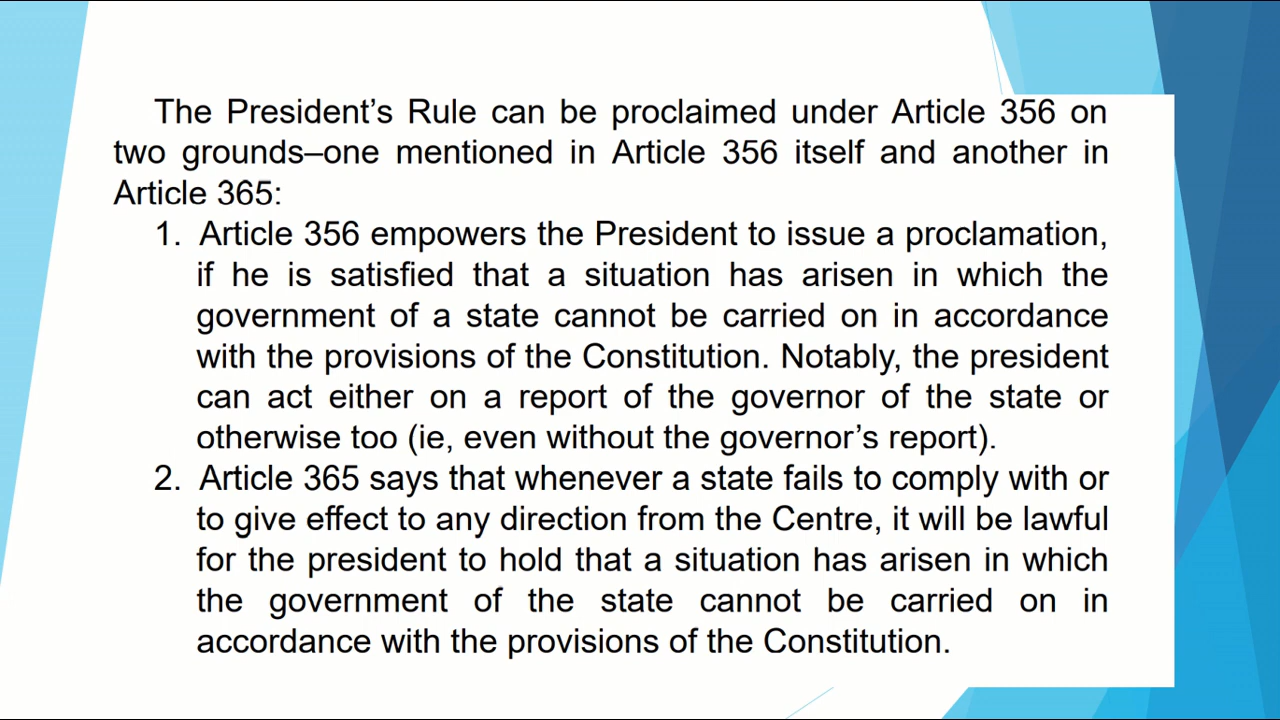 The President’s Rule can be proclaimed under Article 356 on
two grounds–one mentioned in Article 356 itself and another in
Article 365:
1. Article 356 empowers the President to issue a proclamation,
if he is satisfied that a situation has arisen in which the
government of a state cannot be carried on in accordance
with the provisions of the Constitution. Notably, the president
can act either on a report of the governor of the state or
otherwise too (ie, even without the governor’s report).
2. Article 365 says that whenever a state fails to comply with or
to give effect to any direction from the Centre, it will be lawful
for the president to hold that a situation has arisen in which
the government of the state cannot be carried on in
accordance with the provisions of the Constitution.